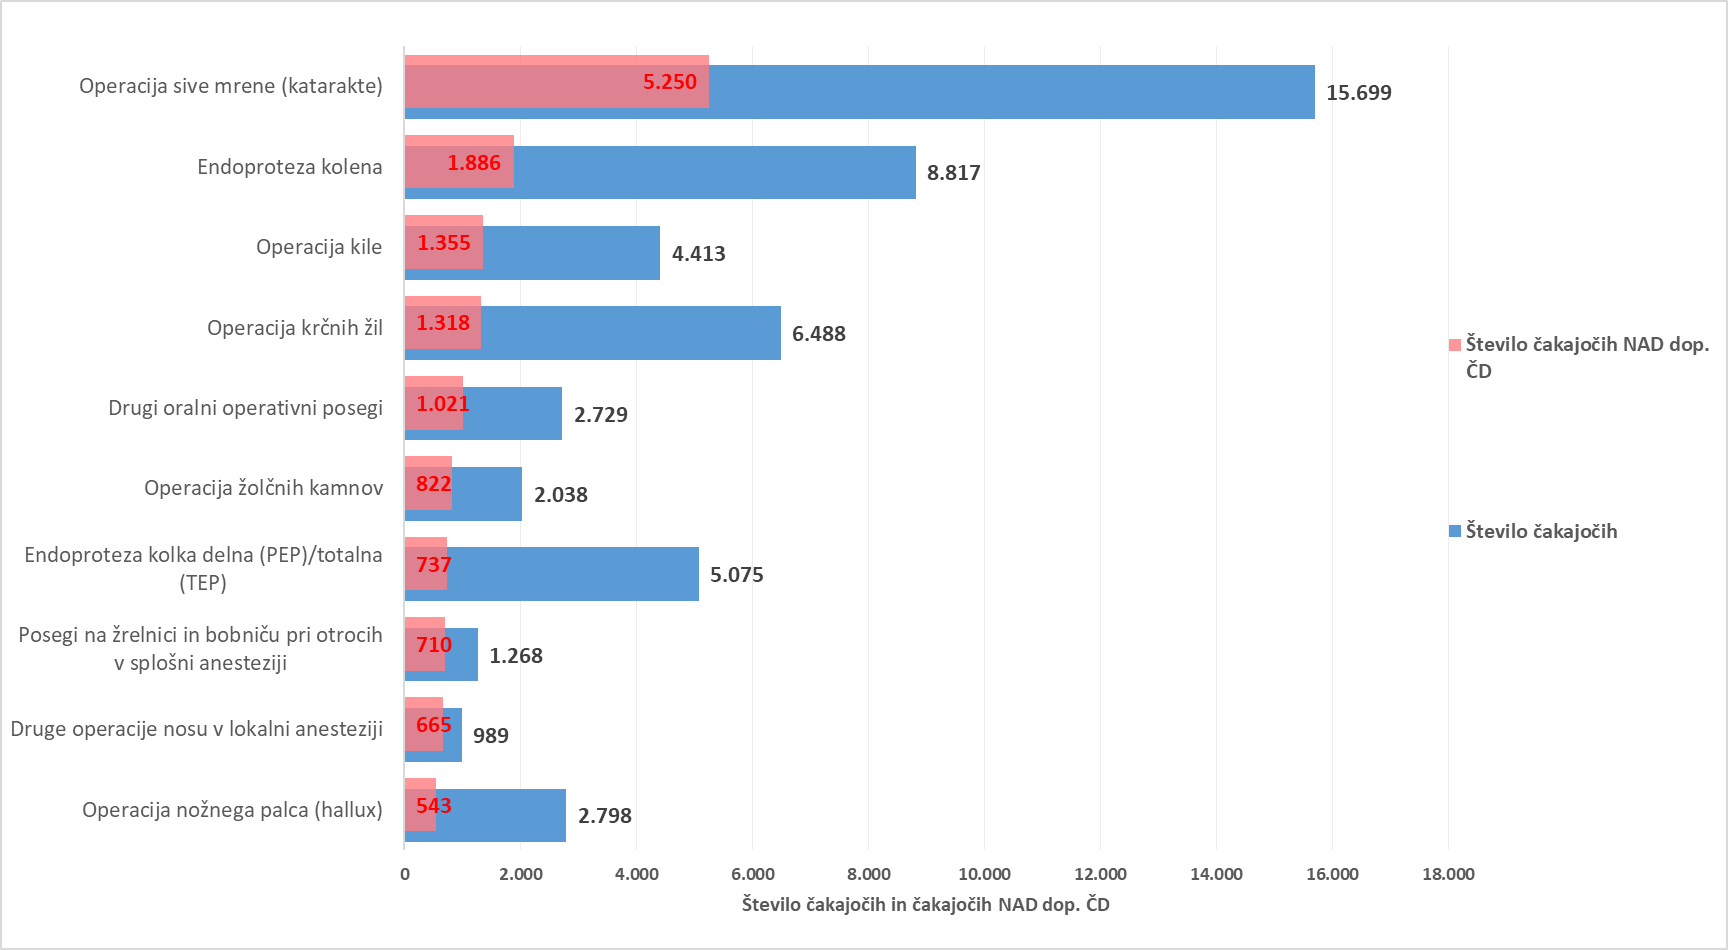 Operacija sive mrene (katarakte)
5.250
15.699
Endoproteza kolena
1.886
8.817
Operacija kile
1.355
4.413
Operacija krčnih žil
1.318
6.488
Drugi oralni operativni posegi
1.021
2.729
Operacija žolčnih kamnov
822
2.038
Endoproteza kolka delna (PEP)/totalna
(TEP)
737
5.075
Posegi na žrelnici in bobniču pri otrocih
v splošni anesteziji
710
1.268
Druge operacije nosu v lokalni anesteziji
665
989
Operacija nožnega palca (hallux)
543
2.798
0 2.000 4.000 6.000 8.000 10.000 12.000 14.000 16.000 18.000
Število čakajočih in čakajočih NAD dop. ČD
Število čakajočih NAD dop.
ČD
Število čakajočih